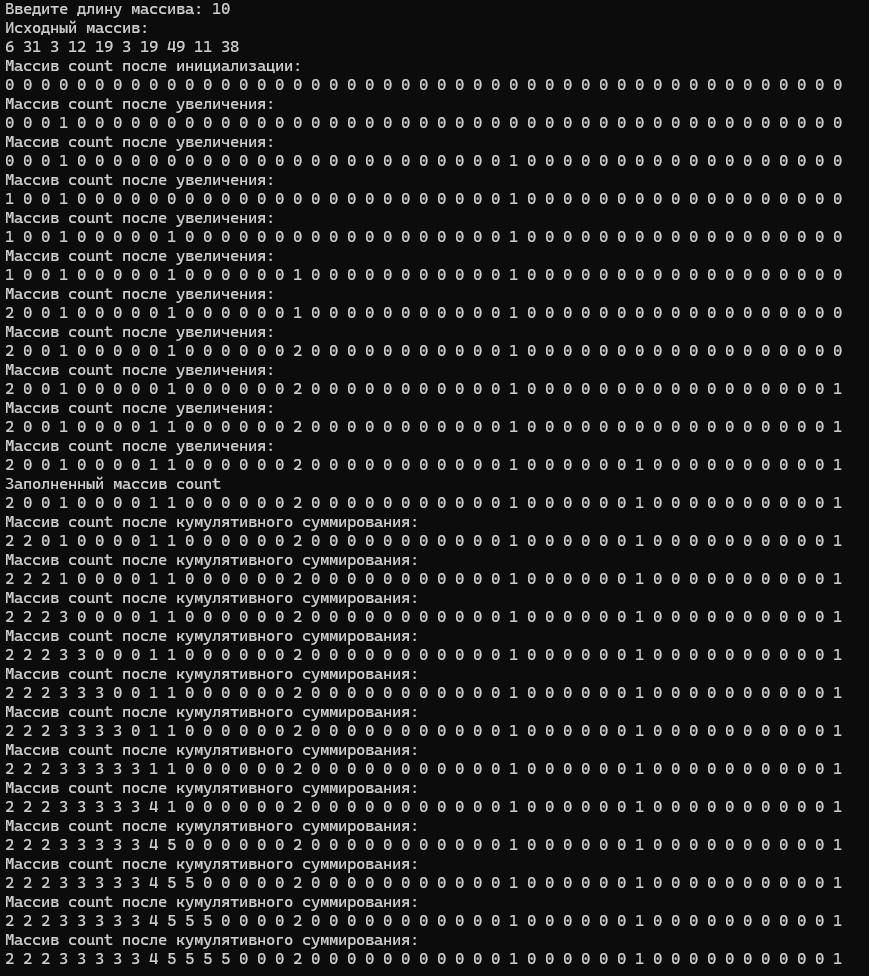 Введите длину массива: 10
Исходный массив:
6 31 3 12 19 3 19 49 11 38
Массив count после инициализации:
0 0 0 0 0 0 0 0 0 0 0 0 0 0 0 0 0 0 0 0 0 0 0 0 0 0 0 0 0 0 0 0 0 0 0 0 0 0 0 0 0 0 0 0 0 0 0
Массив count после увеличения:
0 0 0 1 0 0 0 0 0 0 0 0 0 0 0 0 0 0 0 0 0 0 0 0 0 0 0 0 0 0 0 0 0 0 0 0 0 0 0 0 0 0 0 0 0 0 0
Массив count после увеличения:
0 0 0 1 0 0 0 0 0 0 0 0 0 0 0 0 0 0 0 0 0 0 0 0 0 0 0 0 1 0 0 0 0 0 0 0 0 0 0 0 0 0 0 0 0 0 0
Массив count после увеличения:
1 0 0 1 0 0 0 0 0 0 0 0 0 0 0 0 0 0 0 0 0 0 0 0 0 0 0 0 1 0 0 0 0 0 0 0 0 0 0 0 0 0 0 0 0 0 0
Массив count после увеличения:
1 0 0 1 0 0 0 0 0 1 0 0 0 0 0 0 0 0 0 0 0 0 0 0 0 0 0 0 1 0 0 0 0 0 0 0 0 0 0 0 0 0 0 0 0 0 0
Массив count после увеличения:
1 0 0 1 0 0 0 0 0 1 0 0 0 0 0 0 1 0 0 0 0 0 0 0 0 0 0 0 1 0 0 0 0 0 0 0 0 0 0 0 0 0 0 0 0 0 0
Массив count после увеличения:
2 0 0 1 0 0 0 0 0 1 0 0 0 0 0 0 1 0 0 0 0 0 0 0 0 0 0 0 1 0 0 0 0 0 0 0 0 0 0 0 0 0 0 0 0 0 0
Массив count после увеличения:
2 0 0 1 0 0 0 0 0 1 0 0 0 0 0 0 2 0 0 0 0 0 0 0 0 0 0 0 1 0 0 0 0 0 0 0 0 0 0 0 0 0 0 0 0 0 0
Массив count после увеличения:
2 0 0 1 0 0 0 0 0 1 0 0 0 0 0 0 2 0 0 0 0 0 0 0 0 0 0 0 1 0 0 0 0 0 0 0 0 0 0 0 0 0 0 0 0 0 1
Массив count после увеличения:
2 0 0 1 0 0 0 0 1 1 0 0 0 0 0 0 2 0 0 0 0 0 0 0 0 0 0 0 1 0 0 0 0 0 0 0 0 0 0 0 0 0 0 0 0 0 1
Массив count после увеличения:
2 0 0 1 0 0 0 0 1 1 0 0 0 0 0 0 2 0 0 0 0 0 0 0 0 0 0 0 1 0 0 0 0 0 0 1 0 0 0 0 0 0 0 0 0 0 1
Заполненный массив count
2 0 0 1 0 0 0 0 1 1 0 0 0 0 0 0 2 0 0 0 0 0 0 0 0 0 0 0 1 0 0 0 0 0 0 1 0 0 0 0 0 0 0 0 0 0 1
Массив count после кумулятивного суммирования:
2 2 0 1 0 0 0 0 1 1 0 0 0 0 0 0 2 0 0 0 0 0 0 0 0 0 0 0 1 0 0 0 0 0 0 1 0 0 0 0 0 0 0 0 0 0 1
Массив count после кумулятивного суммирования:
2 2 2 1 0 0 0 0 1 1 0 0 0 0 0 0 2 0 0 0 0 0 0 0 0 0 0 0 1 0 0 0 0 0 0 1 0 0 0 0 0 0 0 0 0 0 1
Массив count после кумулятивного суммирования:
2 2 2 3 0 0 0 0 1 1 0 0 0 0 0 0 2 0 0 0 0 0 0 0 0 0 0 0 1 0 0 0 0 0 0 1 0 0 0 0 0 0 0 0 0 0 1
Массив count после кумулятивного суммирования:
2 2 2 3 3 0 0 0 1 1 0 0 0 0 0 0 2 0 0 0 0 0 0 0 0 0 0 0 1 0 0 0 0 0 0 1 0 0 0 0 0 0 0 0 0 0 1
Массив count после кумулятивного суммирования:
2 2 2 3 3 3 0 0 1 1 0 0 0 0 0 0 2 0 0 0 0 0 0 0 0 0 0 0 1 0 0 0 0 0 0 1 0 0 0 0 0 0 0 0 0 0 1
Массив count после кумулятивного суммирования:
2 2 2 3 3 3 3 0 1 1 0 0 0 0 0 0 2 0 0 0 0 0 0 0 0 0 0 0 1 0 0 0 0 0 0 1 0 0 0 0 0 0 0 0 0 0 1
Массив count после кумулятивного суммирования:
2 2 2 3 3 3 3 3 1 1 0 0 0 0 0 0 2 0 0 0 0 0 0 0 0 0 0 0 1 0 0 0 0 0 0 1 0 0 0 0 0 0 0 0 0 0 1
Массив count после кумулятивного суммирования:
2 2 2 3 3 3 3 3 4 1 0 0 0 0 0 0 2 0 0 0 0 0 0 0 0 0 0 0 1 0 0 0 0 0 0 1 0 0 0 0 0 0 0 0 0 0 1
Массив count после кумулятивного суммирования:
2 2 2 3 3 3 3 3 4 5 0 0 0 0 0 0 2 0 0 0 0 0 0 0 0 0 0 0 1 0 0 0 0 0 0 1 0 0 0 0 0 0 0 0 0 0 1
Массив count после кумулятивного суммирования:
2 2 2 3 3 3 3 3 4 5 5 0 0 0 0 0 2 0 0 0 0 0 0 0 0 0 0 0 1 0 0 0 0 0 0 1 0 0 0 0 0 0 0 0 0 0 1
Массив count после кумулятивного суммирования:
2 2 2 3 3 3 3 3 4 5 5 5 0 0 0 0 2 0 0 0 0 0 0 0 0 0 0 0 1 0 0 0 0 0 0 1 0 0 0 0 0 0 0 0 0 0 1
Массив count после кумулятивного суммирования:
2 2 2 3 3 3 3 3 4 5 5 5 5 0 0 0 2 0 0 0 0 0 0 0 0 0 0 0 1 0 0 0 0 0 0 1 0 0 0 0 0 0 0 0 0 0 1